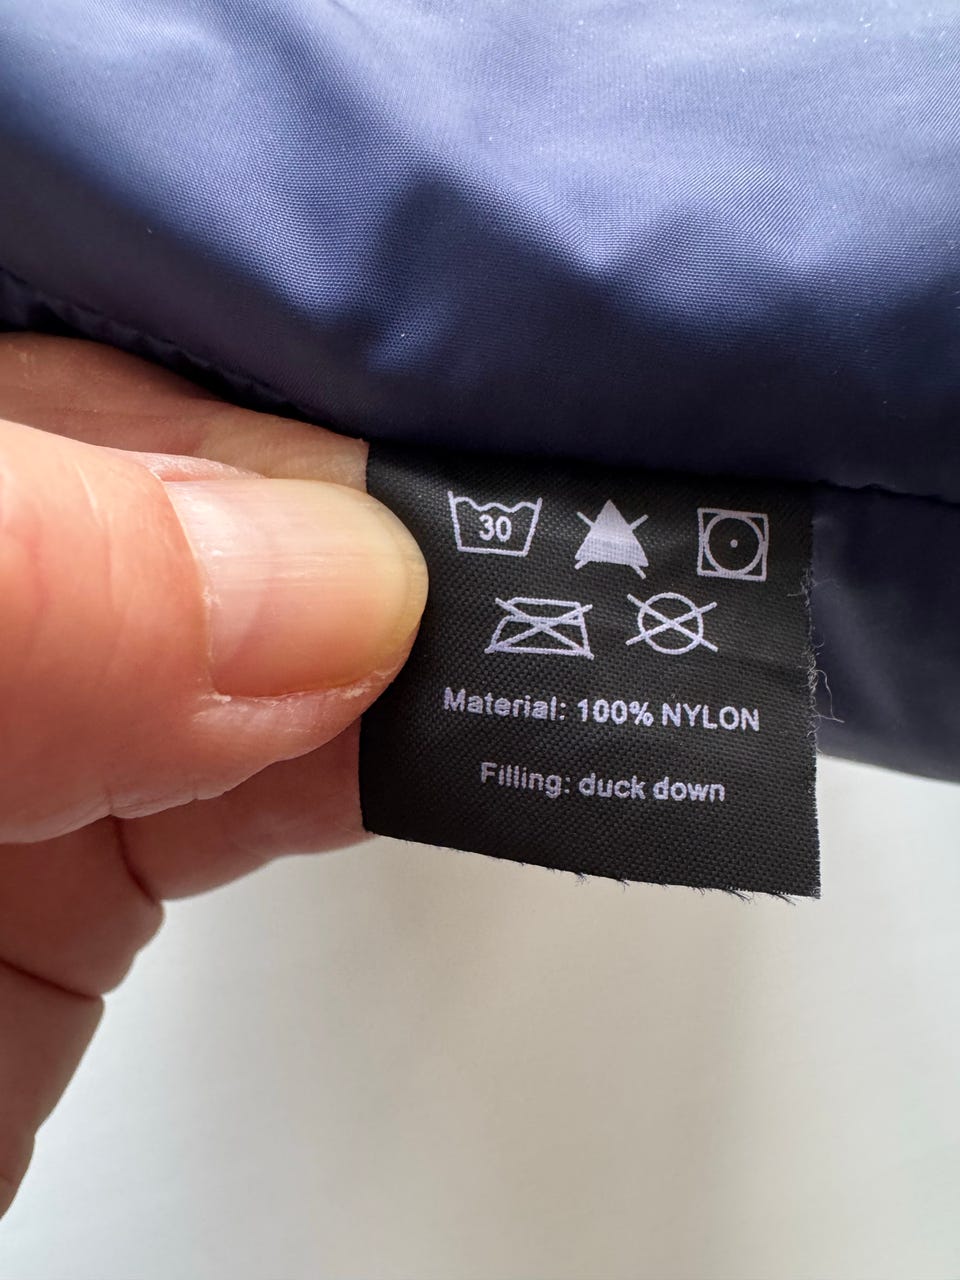 30
Material: 100% NYLON
Filling: duck down